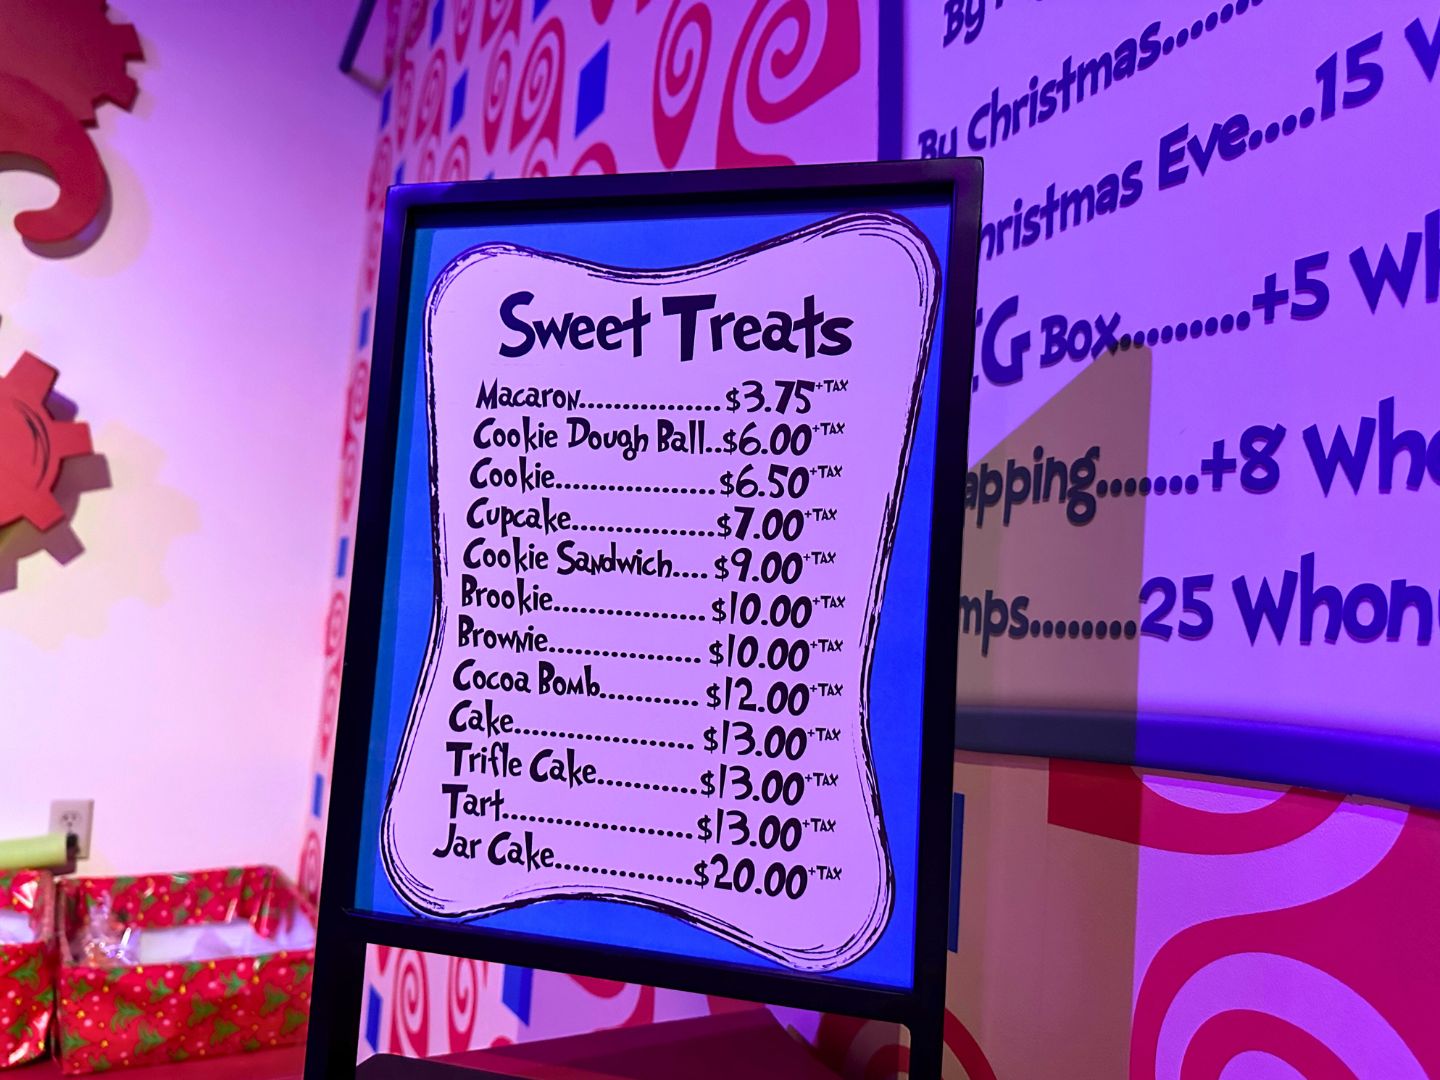 Sweet Treats
Macaron................. $3.75 +TAX
Cookie Dough Ball..$6.00 +TAX
Cookie...................$6.50 +TAX
Cupcake.................$7.00 +TAX
Cookie Sandwich.... $9.00 +TAX
Brookie...................$10.00 +TAX
Brownie.................. $10.00 +TAX
Cocoa Bomb............ $12.00 +TAX
Cake...................... $13.00 +TAX
Trifle Cake............$13.00 +TAX
Tart.......................$13.00 +TAX
Jar Cake.................$20.00 +TAX
By
By Christmas........
Eve....15
Box.........+5
.......+8
........25